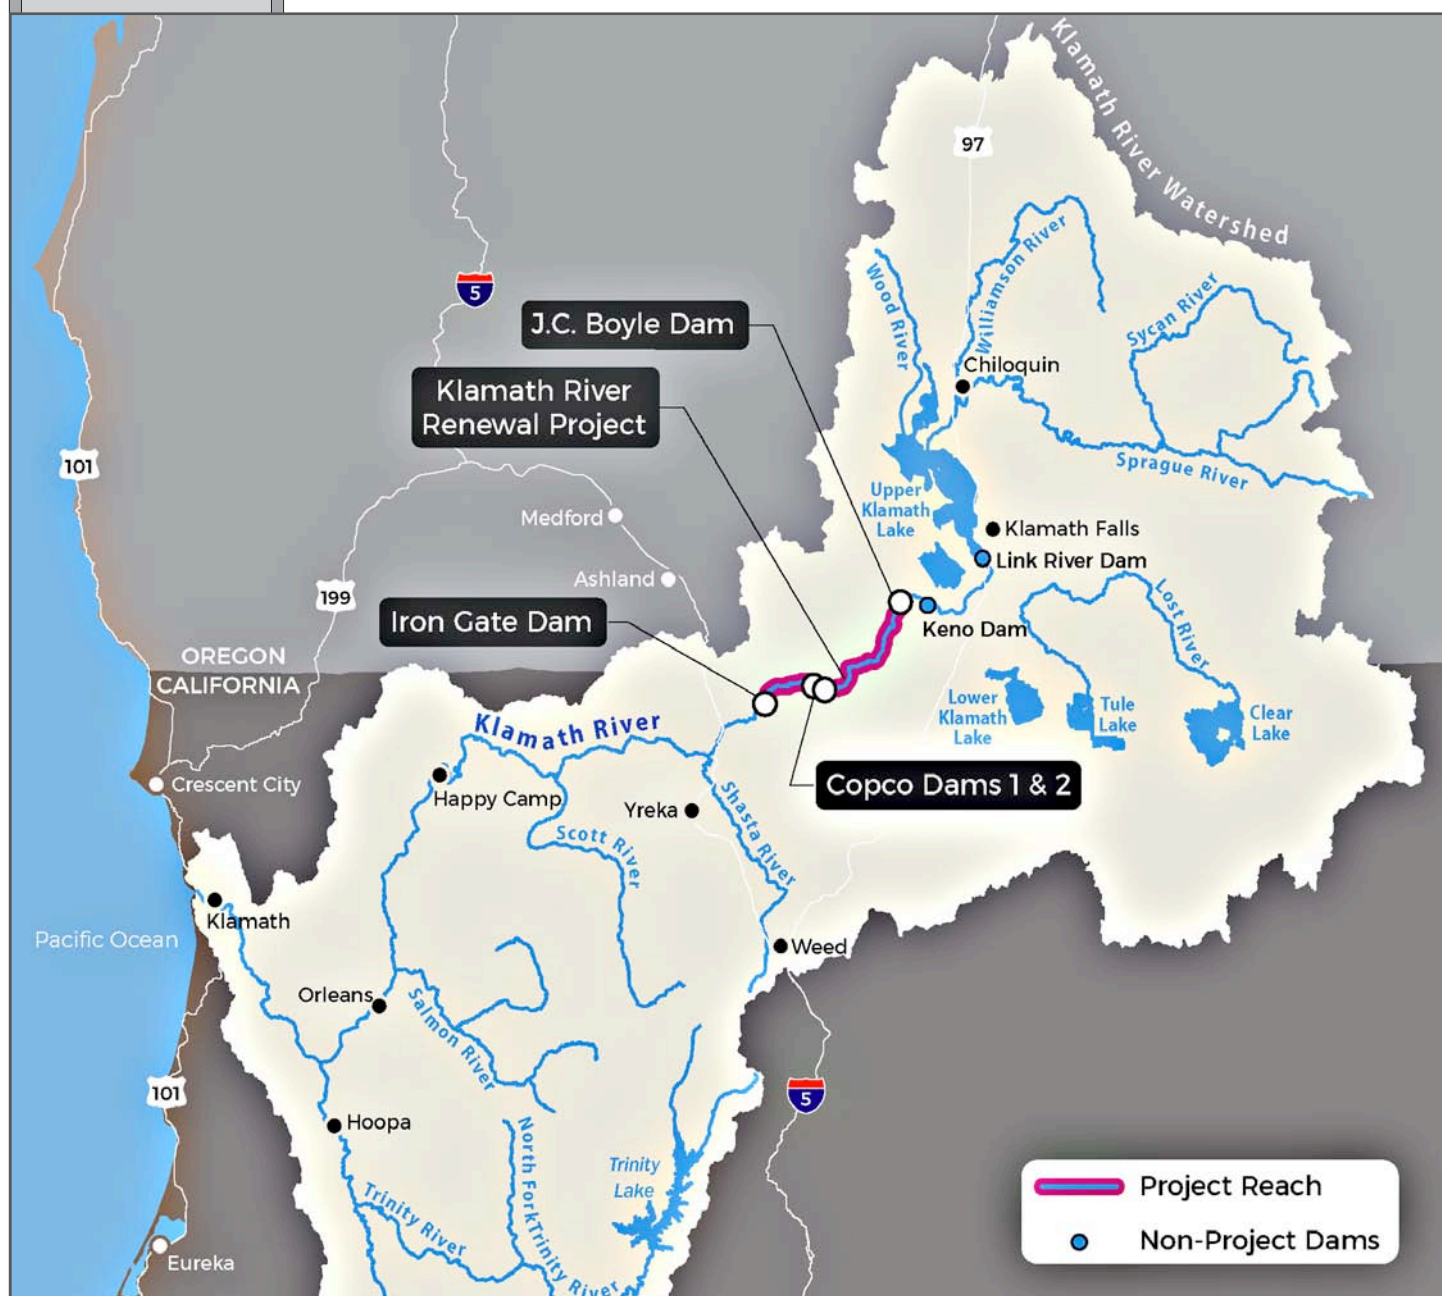 Klamath River Watershed
97
Williamson River
Wood River
Sycan River
5
J.C. Boyle Dam
Chiloquin
Klamath River
Renewal Project
101
Sprague River
Upper
Klamath
Lake
Medford
Klamath Falls
Link River Dam
Ashland
199
Lost River
Iron Gate Dam
Keno Dam
OREGON
CALIFORNIA
Lower
Klamath
Lake
Tule
Lake
Clear
Lake
Klamath River
Crescent City
Happy Camp
Yreka
Shasta River
Copco Dams 1 & 2
Scott River
Klamath
Pacific Ocean
Weed
Orleans
Salmon River
101
5
Hoopa
North Fork Trinity River
Trinity
Lake
Trinity River
Eureka
Project Reach
Non-Project Dams